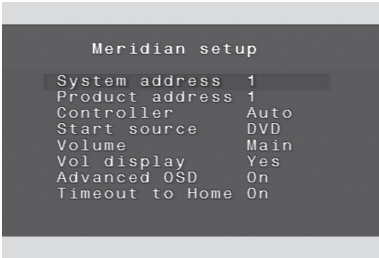 Meridian setup
System address 1
Product address 1
Controller Auto
Start source DVD
Volume Main
Vol display Yes
Advanced OSD On
Timeout to Home On